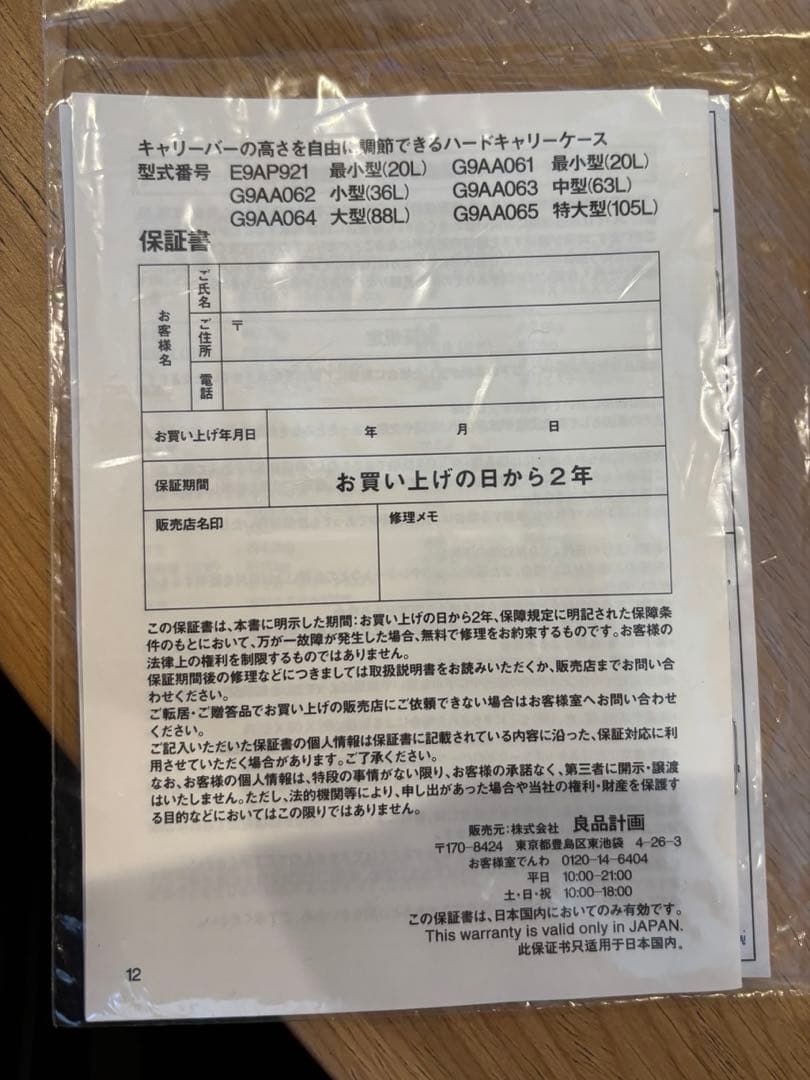 キャリーバーの高さを自由に調節できるハードキャリーケース
型式番号 E9AP921 最小型(20L) G9AA061 最小型(20L)
G9AA062 小型(36L) G9AA063 中型(63L)
G9AA064 大型(88L) G9AA065 特大型(105L)
保証書
お客様名
ご氏名
ご住所
〒
電話
お買い上げ年月日 年 月 日
保証期間 お買い上げの日から2年
販売店名印 修理メモ
この保証書は、本書に明示した期間:お買い上げの日から2年、保障規定に明記された保障条
件のもとにおいて、万が一故障が発生した場合、無料で修理をお約束するものです。お客様の
法律上の権利を制限するものではありません。
保証期間後の修理などにつきましては取扱説明書をお読みいただくか、販売店までお問い合
わせください。
ご転居・ご贈答品でお買い上げの販売店にご依頼できない場合はお客様室へお問い合わせ
ください。
ご記入いただいた保証書の個人情報は保証書に記載されている内容に沿った、保証対応に利
用させていただく場合があります。ご了承ください。
なお、お客様の個人情報は、特段の事情がない限り、お客様の承諾なく、第三者に開示・譲渡
はいたしません。ただし、法的機関等により、申し出があった場合や当社の権利・財産を保護す
る目的などにおいてはこの限りではありません。
販売元:株式会社 良品計画
〒170-8424 東京都豊島区東池袋 4-26-3
お客様室でんわ 0120-14-6404
平日 10:00-21:00
土・日・祝 10:00-18:00
この保証書は、日本国内においてのみ有効です。
This warranty is valid only in JAPAN.
此保证书只适用于日本国内。
12